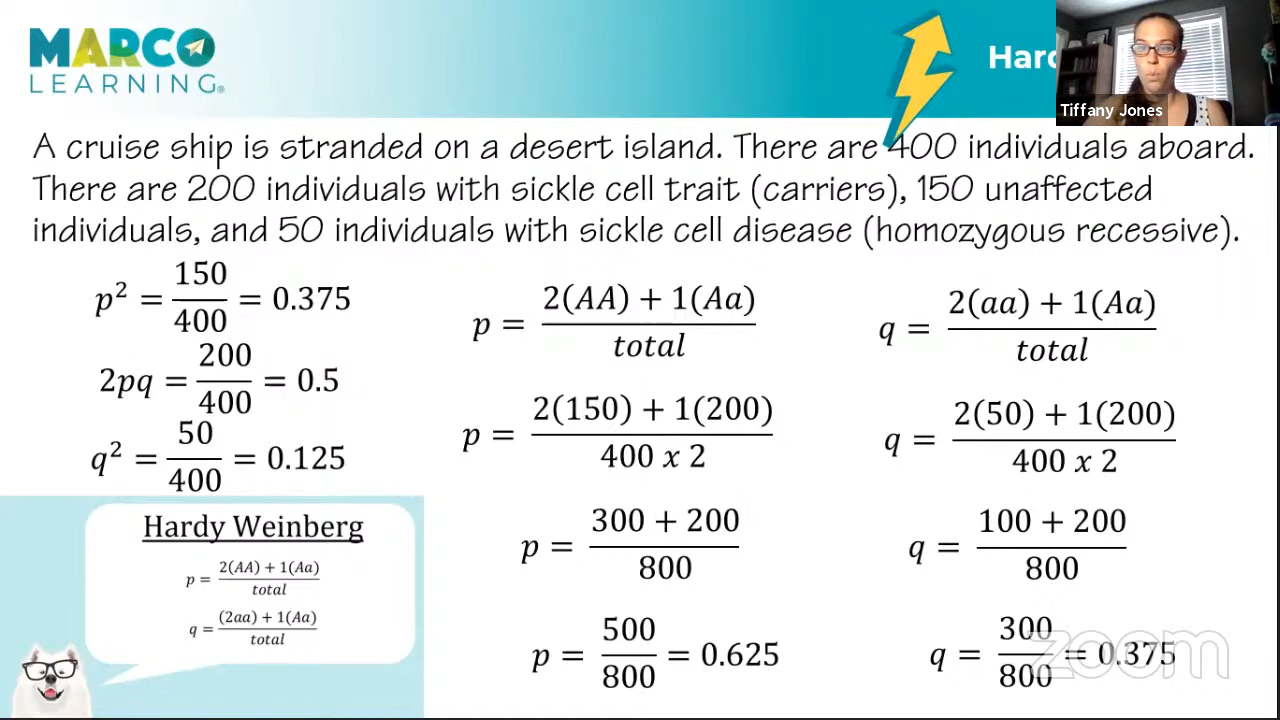 MARCO
LEARNING®
Tiffany Jones
A cruise ship is stranded on a desert island. There are 400 individuals aboard.
There are 200 individuals with sickle cell trait (carriers), 150 unaffected
individuals, and 50 individuals with sickle cell disease (homozygous recessive).
p² = 150/400 = 0.375
2pq = 200/400 = 0.5
q² = 50/400 = 0.125
p = 2(AA) + 1(Aa)/total
p = 2(150) + 1(200)/400 x 2
p = 300 + 200/800
p = 500/800 = 0.625
q = 2(aa) + 1(Aa)/total
q = 2(50) + 1(200)/400 x 2
q = 100 + 200/800
q = 300/800 = 0.375
Hardy Weinberg
p = 2(AA) + 1(Aa)/total
q = (2aa) + 1(Aa)/total
zoom